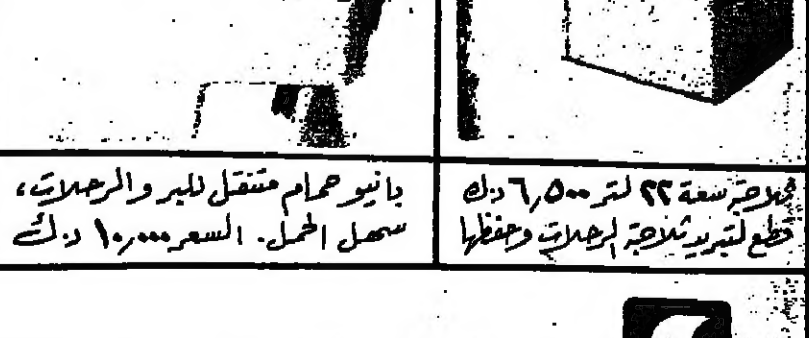 ثلاجة سعة ٢٢ لتر ٦,٥٠٠ د.ك
قطع لتبريد ثلاجة الرحلات وحفظها
بانيو حمام متنقل للبر والرحلات،
سهل الحمل. السعر ١٠,٠٠٠ د.ك